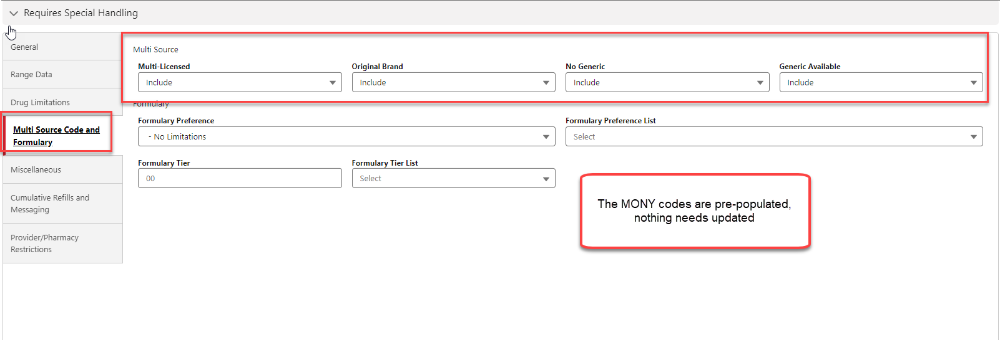 Requires Special Handling
General
Range Data
Drug Limitations
Multi Source Code and
Formulary
Miscellaneous
Cumulative Refills and
Messaging
Provider/Pharmacy
Restrictions
Multi Source
Multi-Licensed
Include
Original Brand
Include
No Generic
Include
Generic Available
Include
Formulary
Formulary Preference
- No Limitations
Formulary Preference List
Select
Formulary Tier
00
Formulary Tier List
Select
The MONY codes are pre-populated,
nothing needs updated